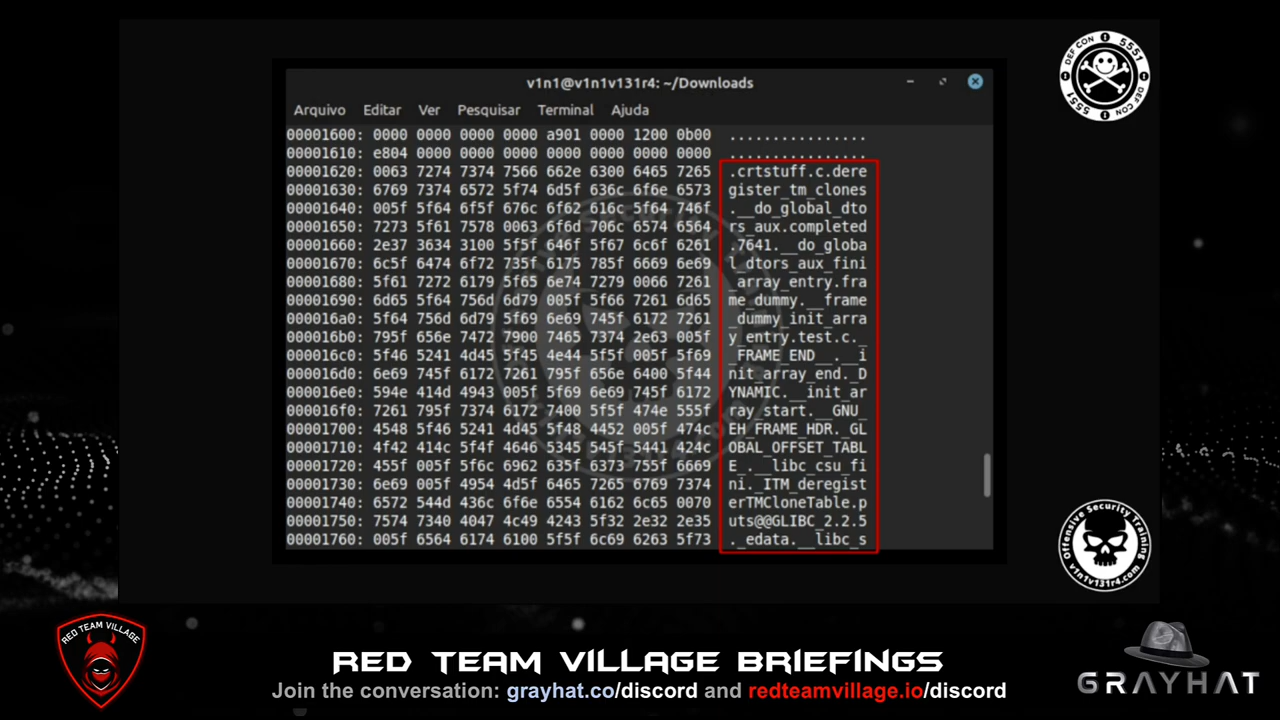 v1n1@v1n1v131r4: ~/Downloads
Arquivo Editar Ver Pesquisar Terminal Ajuda
00001600: 0000 0000 0000 0000 a901 0000 1200 0b00 ................
00001610: e804 0000 0000 0000 0000 0000 0000 0000 ................
00001620: 0063 7274 7374 7566 662e 6300 6465 7265 .crtstuff.c.dere
00001630: 6769 7374 6572 5f74 6d5f 636c 6f6e 6573 gister_tm_clones
00001640: 005f 5f64 6f5f 676c 6f62 616c 5f64 746f .__do_global_dto
00001650: 7273 5f61 7578 0063 6f6d 706c 6574 6564 rs_aux.completed
00001660: 2e37 3634 3100 5f5f 646f 5f67 6c6f 6261 .7641.__do_globa
00001670: 6c5f 6474 6f72 735f 6175 785f 6669 6e69 l_dtors_aux_fini
00001680: 5f61 7272 6179 5f65 6e74 7279 0066 7261 _array_entry.fra
00001690: 6d65 5f64 756d 6d79 005f 5f66 7261 6d65 me_dummy.__frame
000016a0: 5f64 756d 6d79 5f69 6e69 745f 6172 7261 _dummy_init_arra
000016b0: 795f 656e 7472 7900 7465 7374 2e63 005f y_entry.test.c._
000016c0: 5f46 5241 4d45 5f45 4e44 5f5f 005f 5f69 _FRAME_END__.__i
000016d0: 6e69 745f 6172 7261 795f 656e 6400 5f44 nit_array_end._D
000016e0: 594e 414d 4943 005f 5f69 6e69 745f 6172 YNAMIC.__init_ar
000016f0: 7261 795f 7374 6172 7400 5f5f 474e 555f ray_start.__GNU_
00001700: 4548 5f46 5241 4d45 5f48 4452 005f 474c EH_FRAME_HDR._GL
00001710: 4f42 414c 5f4f 4646 5345 545f 5441 424c OBAL_OFFSET_TABL
00001720: 455f 005f 5f6c 6962 635f 6373 755f 6669 E_.__libc_csu_fi
00001730: 6e69 005f 4954 4d5f 6465 7265 6769 7374 ni._ITM_deregist
00001740: 6572 544d 436c 6f6e 6554 6162 6c65 0070 erTMCloneTable.p
00001750: 7574 7340 4047 4c49 4243 5f32 2e32 2e35 uts@@GLIBC_2.2.5
00001760: 005f 6564 6174 6100 5f5f 6c69 6263 5f73 ._edata.__libc_s
DEF CON 5551
5551 DEF CON
Offensive Security Training
v1n1v131r4.com
RED TEAM VILLAGE
RED TEAM VILLAGE BRIEFINGS
Join the conversation: grayhat.co/discord and redteamvillage.io/discord
GRAYHAT